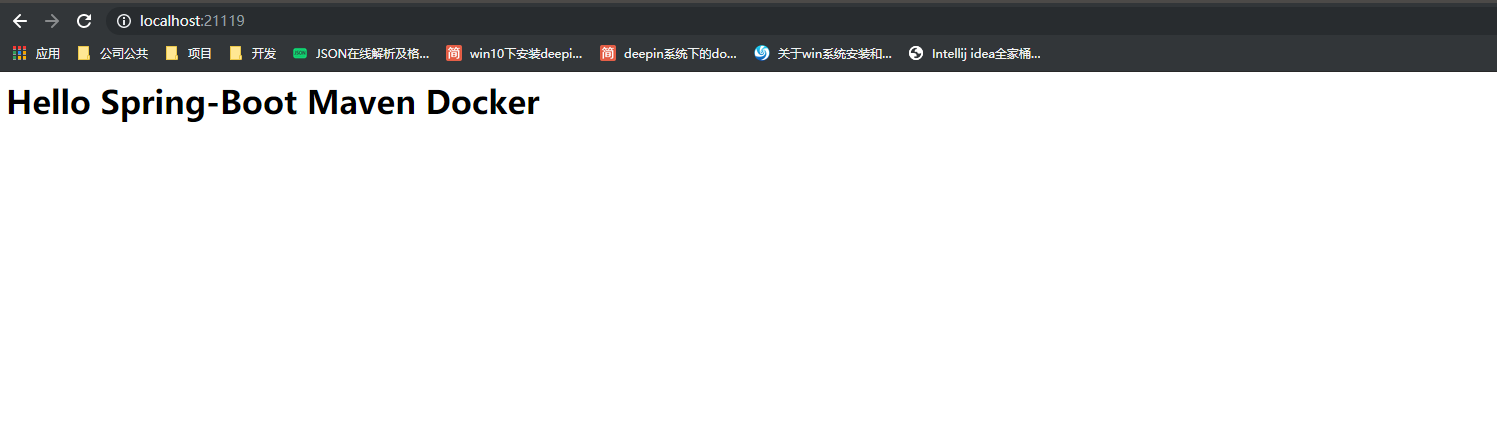 localhost:21119
应用 公司公共 项目 开发 JSON JSON在线解析及格... 简 win10下安装deepi... 简 deepin系统下的do... 关于win系统安装和... Intellij idea全家桶...
Hello Spring-Boot Maven Docker